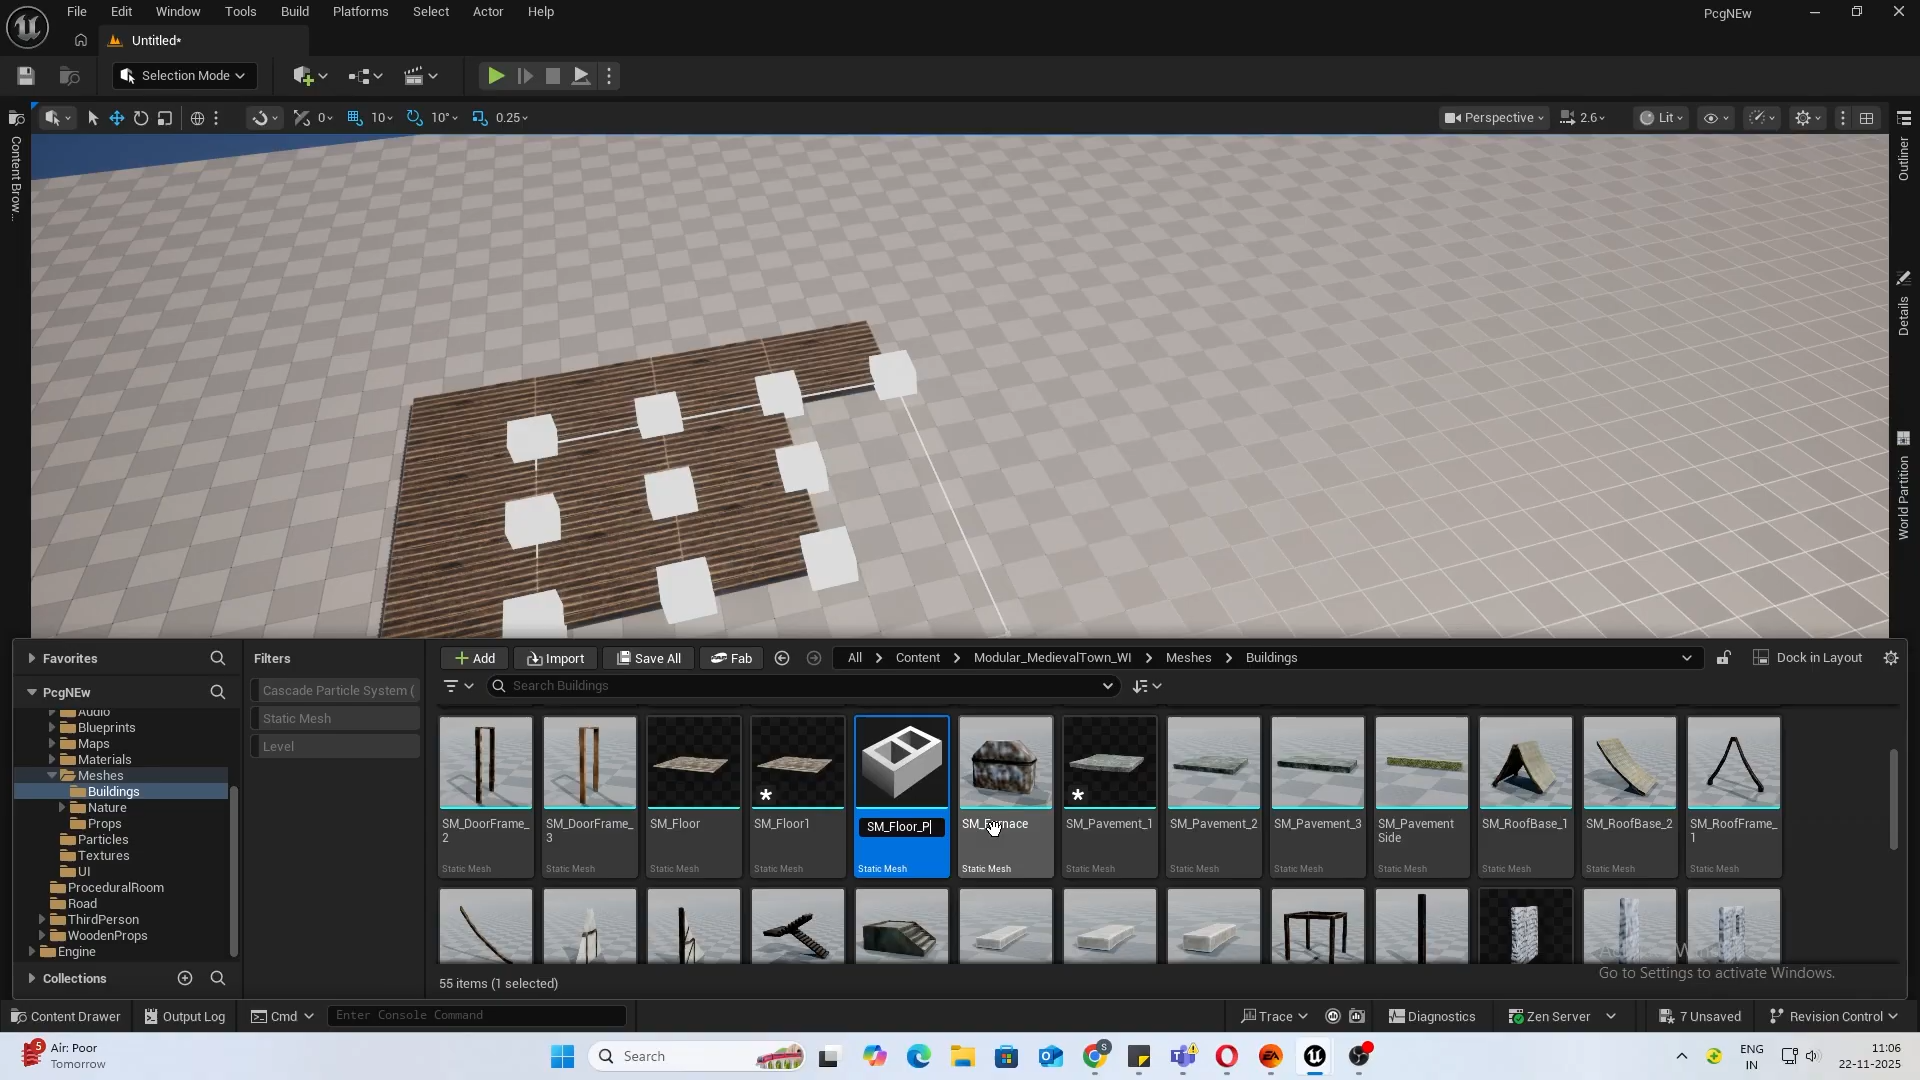 File Edit Window Tools Build Platforms Select Actor Help
PcgNEw
Untitled*
Selection Mode
0 10 10° 0.25
Perspective 2.6 Lit
Content Brow...
Outliner
Details
World Partition
Favorites
Filters
Add Import Save All Fab
All > Content > Modular_MedievalTown_WI > Meshes > Buildings
Dock in Layout
PcgNEw
Cascade Particle System (
Search Buildings
Audio
Static Mesh
Blueprints
Maps
Level
Materials
Meshes
Buildings
Nature
Props
Particles
Textures
UI
ProceduralRoom
Road
ThirdPerson
WoodenProps
Engine
Collections
SM_DoorFrame_2
Static Mesh
SM_DoorFrame_3
Static Mesh
SM_Floor
Static Mesh
SM_Floor1
Static Mesh
SM_Floor_P
Static Mesh
SM_Furnace
Static Mesh
SM_Pavement_1
Static Mesh
SM_Pavement_2
Static Mesh
SM_Pavement_3
Static Mesh
SM_Pavement
Side
Static Mesh
SM_RoofBase_1
Static Mesh
SM_RoofBase_2
Static Mesh
SM_RoofFrame_1
Static Mesh
Go to Settings to activate Windows.
55 items (1 selected)
Content Drawer Output Log Cmd Enter Console Command
Trace Diagnostics Zen Server 7 Unsaved Revision Control
5 Air: Poor
Tomorrow
Search
ENG
IN
11:06
22-11-2025